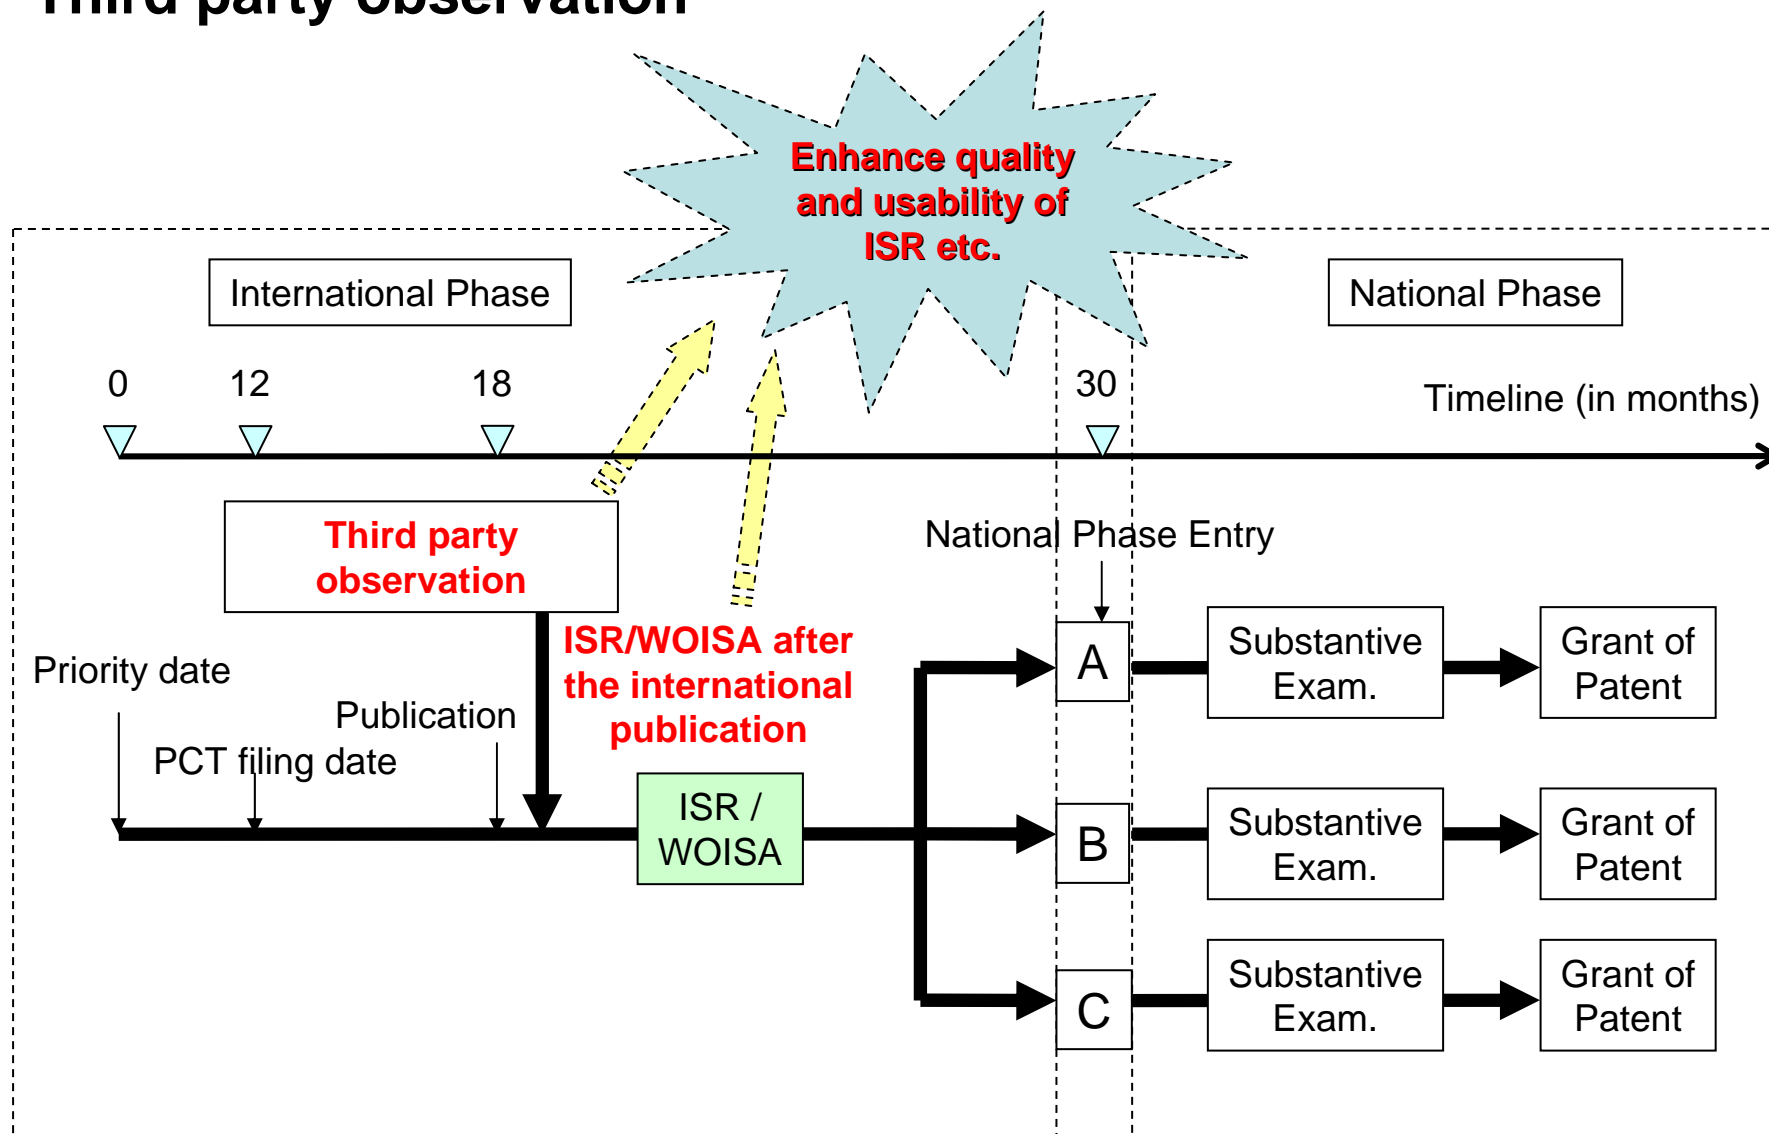 Third party observation
Enhance quality
and usability of
ISR etc.
International Phase
National Phase
0
12
18
30
Timeline (in months)
Third party
observation
National Phase Entry
ISR/WOISA after
the international
publication
Priority date
Publication
PCT filing date
ISR /
WOISA
A
Substantive
Exam.
Grant of
Patent
B
Substantive
Exam.
Grant of
Patent
C
Substantive
Exam.
Grant of
Patent